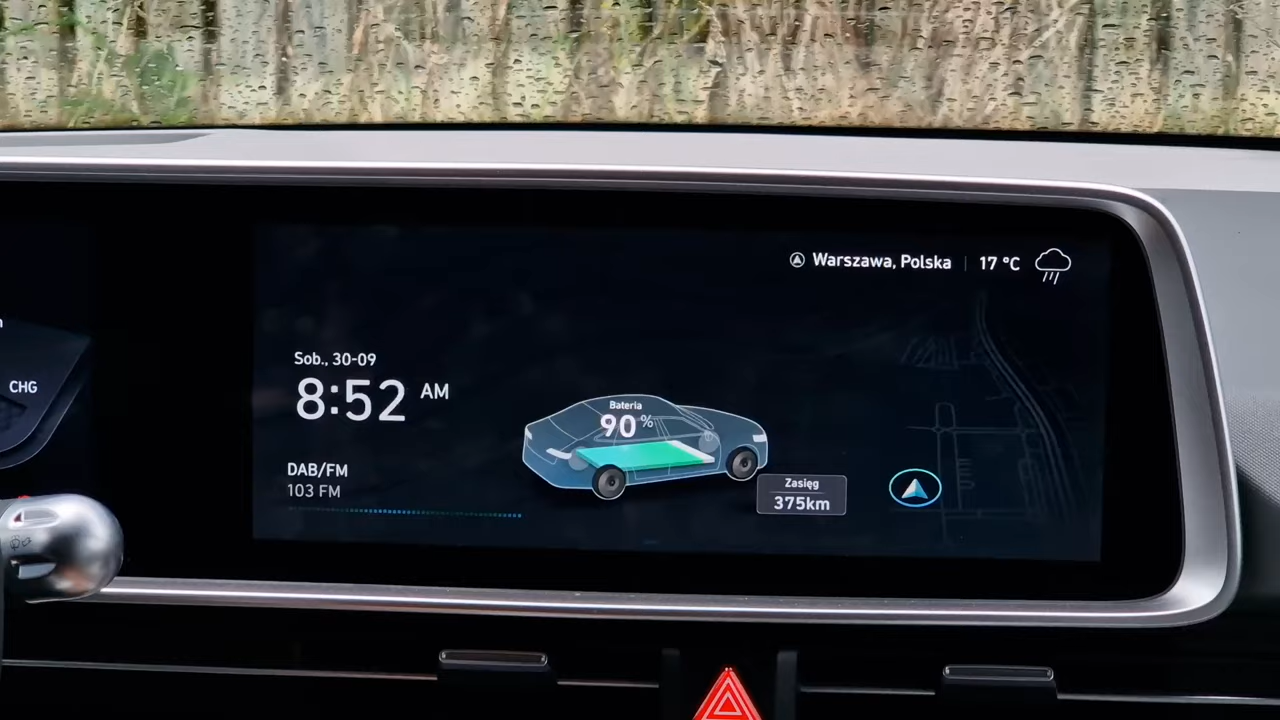 Warszawa, Polska 17 °C
Sob., 30-09
8:52 AM
Bateria
90 %
DAB/FM
103 FM
Zasięg
375km
CHG